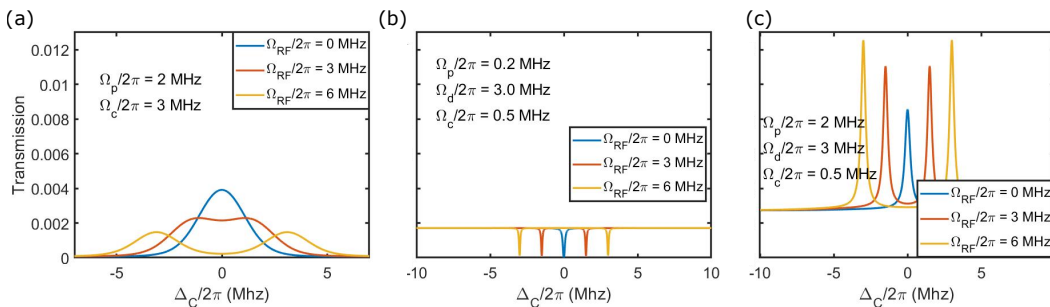 (a)
Transmission
0.012
0.010
0.008
0.006
0.004
0.002
0
Ω_p/2π = 2 MHz
Ω_c/2π = 3 MHz
Ω_RF/2π = 0 MHz
Ω_RF/2π = 3 MHz
Ω_RF/2π = 6 MHz
-5 0 5
Δ_C/2π (Mhz)
(b)
Ω_p/2π = 0.2 MHz
Ω_d/2π = 3.0 MHz
Ω_c/2π = 0.5 MHz
Ω_RF/2π = 0 MHz
Ω_RF/2π = 3 MHz
Ω_RF/2π = 6 MHz
-10 -5 0 5 10
Δ_C/2π (Mhz)
(c)
Ω_p/2π = 2 MHz
Ω_d/2π = 3 MHz
Ω_c/2π = 0.5 MHz
Ω_RF/2π = 0 MHz
Ω_RF/2π = 3 MHz
Ω_RF/2π = 6 MHz
-10 -5 0 5
Δ_C/2π (Mhz)